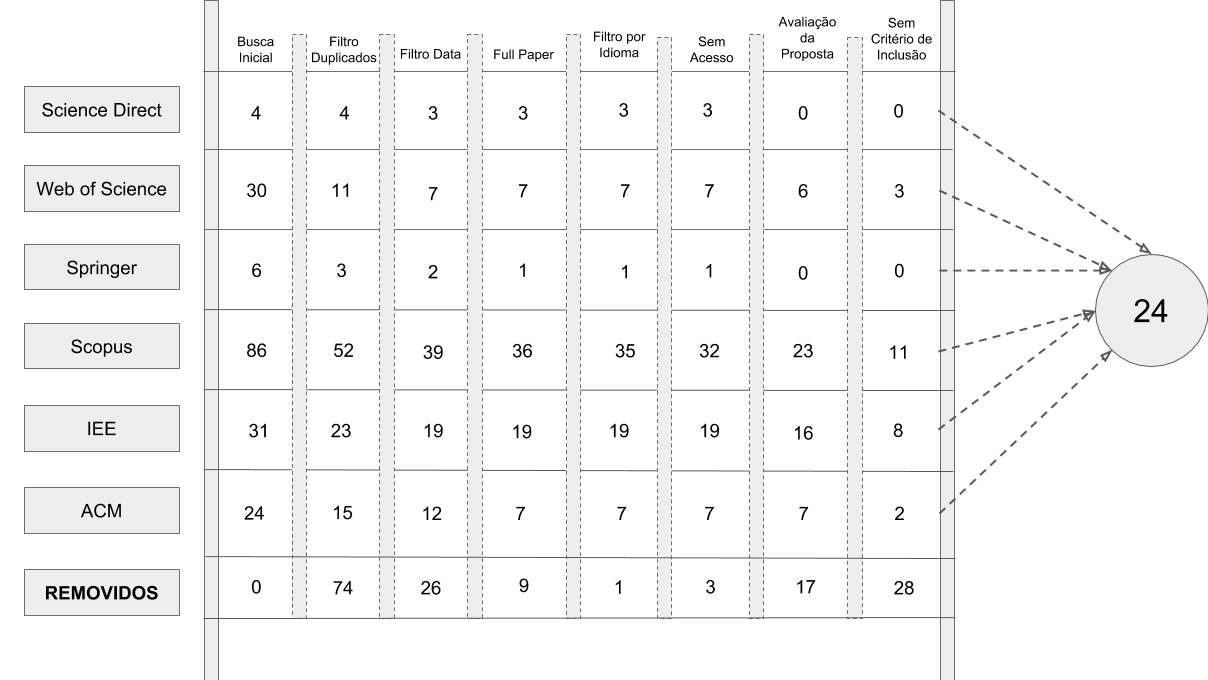 Busca
Inicial
Filtro
Duplicados
Filtro Data
Full Paper
Filtro por
Idioma
Sem
Acesso
Avaliação
da
Proposta
Sem
Critério de
Inclusão
Science Direct
4
4
3
3
3
3
0
0
Web of Science
30
11
7
7
7
7
6
3
Springer
6
3
2
1
1
1
0
0
24
Scopus
86
52
39
36
35
32
23
11
IEE
31
23
19
19
19
19
16
8
ACM
24
15
12
7
7
7
7
2
REMOVIDOS
0
74
26
9
1
3
17
28